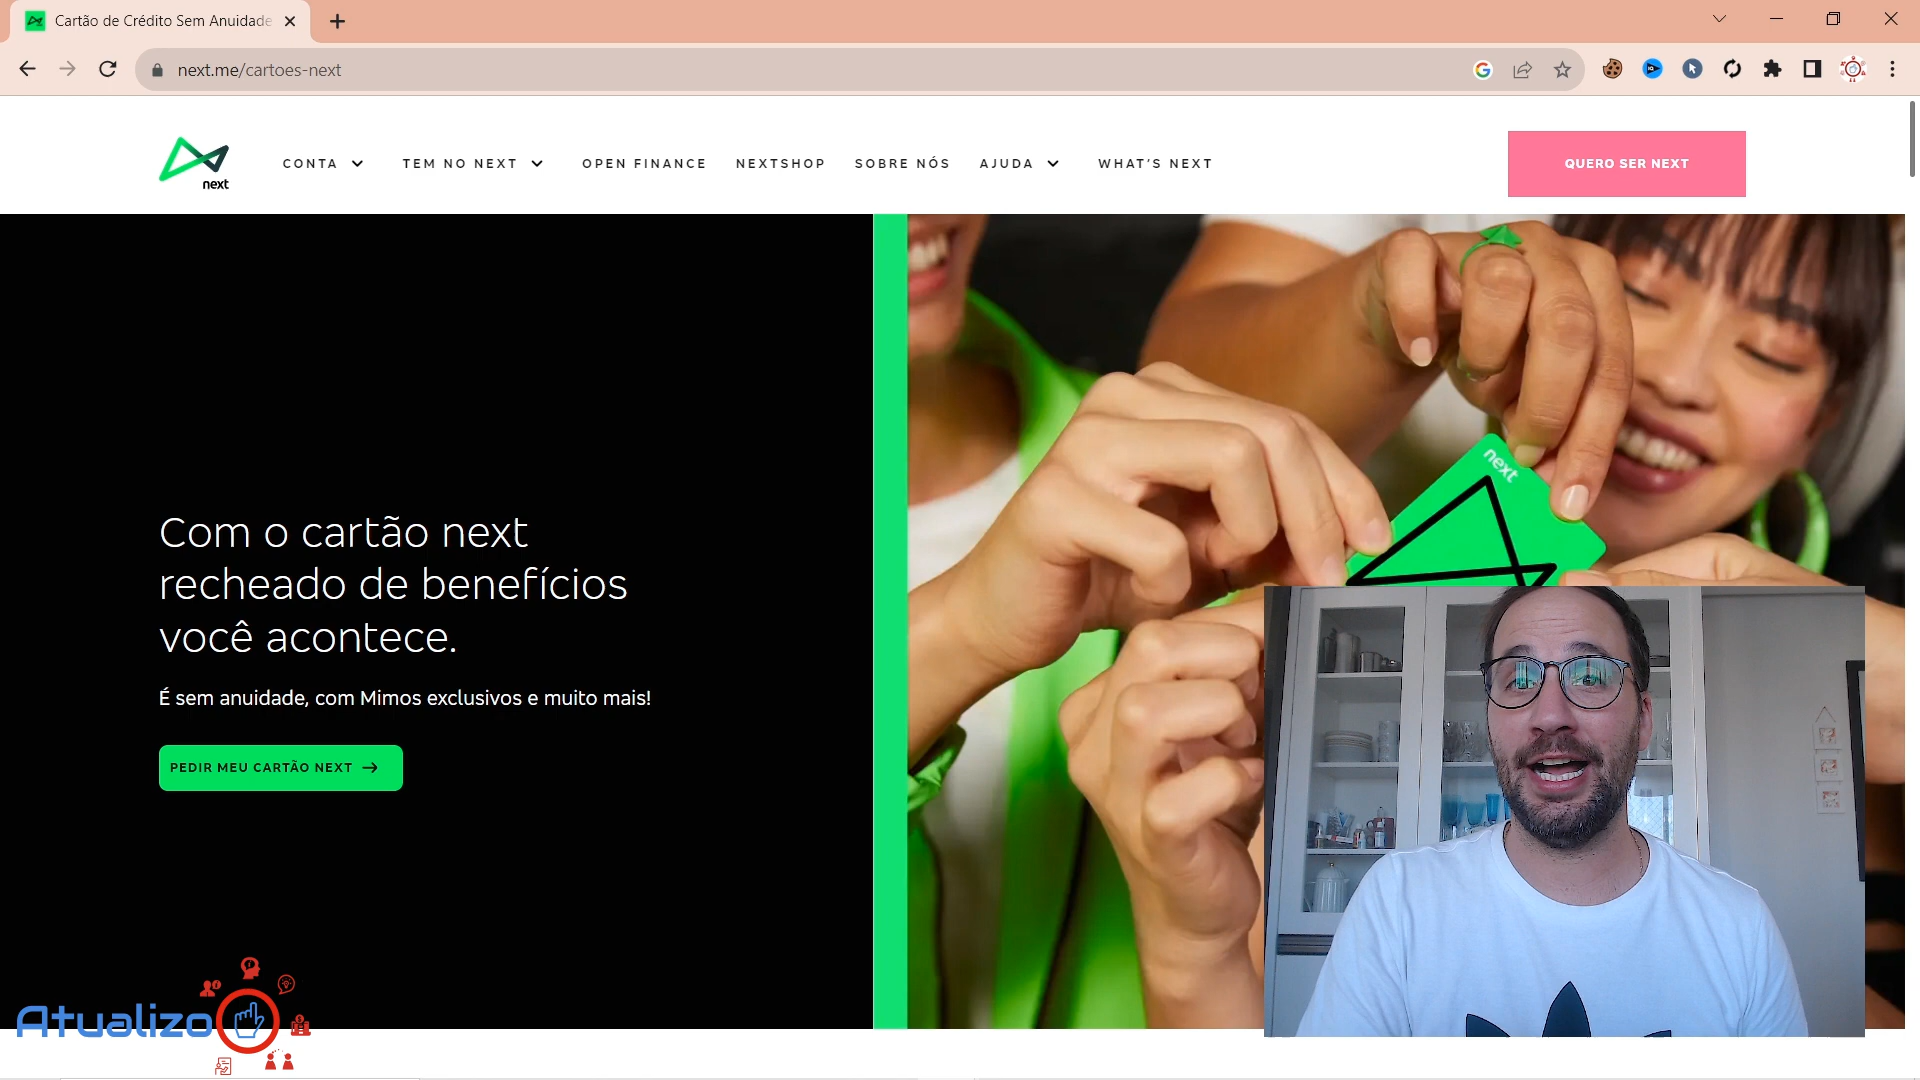 Cartão de Crédito Sem Anuidade
next.me/cartoes-next
next
CONTA
TEM NO NEXT
OPEN FINANCE
NEXTSHOP
SOBRE NÓS
AJUDA
WHAT'S NEXT
QUERO SER NEXT
next
Com o cartão next
recheado de benefícios
você acontece.
É sem anuidade, com Mimos exclusivos e muito mais!
PEDIR MEU CARTÃO NEXT
Atualizo